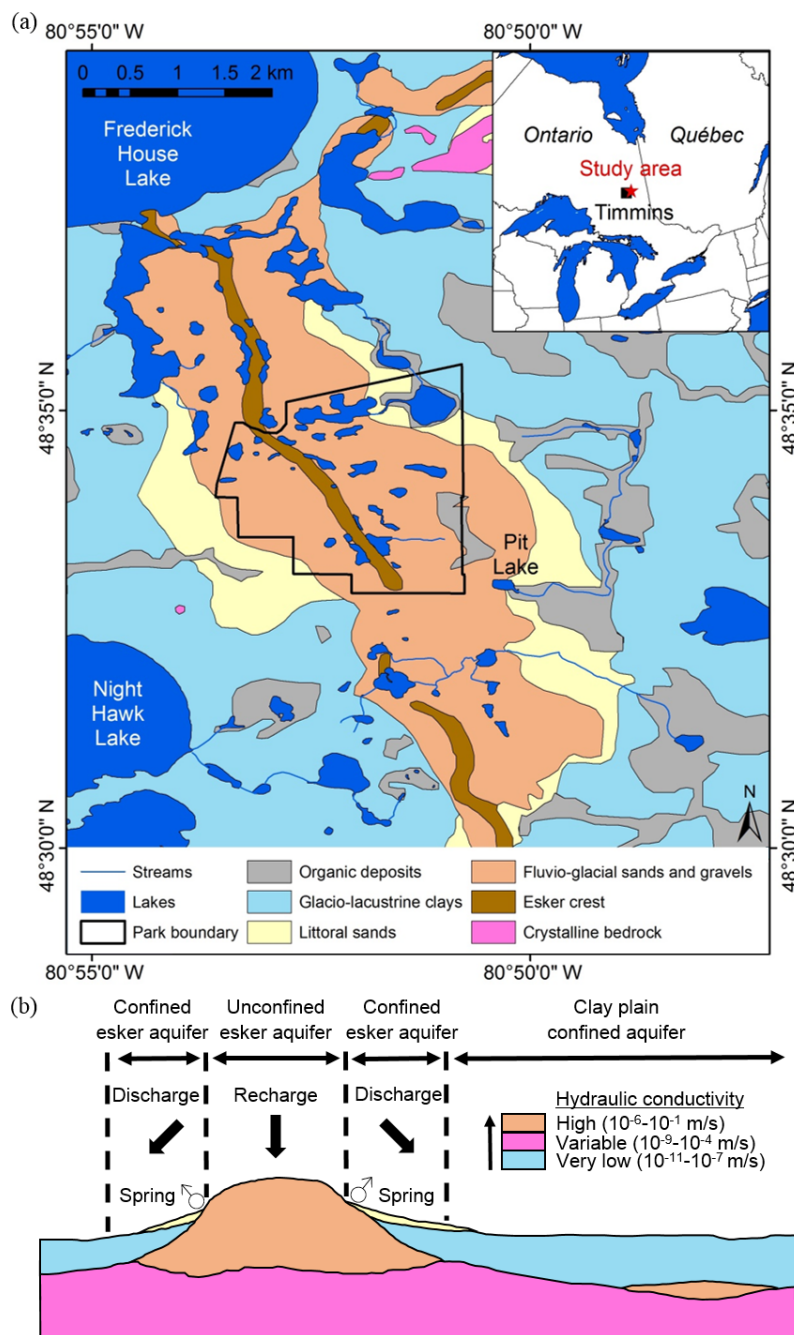 (a)
80°55'0" W
80°50'0" W
0 0.5 1 1.5 2 km
Frederick
House
Lake
Ontario
Québec
Study area
Timmins
48°35'0" N
48°35'0" N
Pit
Lake
Night
Hawk
Lake
N
48°30'0" N
48°30'0" N
Streams
Organic deposits
Fluvio-glacial sands and gravels
Lakes
Glacio-lacustrine clays
Esker crest
Park boundary
Littoral sands
Crystalline bedrock
80°55'0" W
80°50'0" W
(b)
Confined
esker aquifer
Unconfined
esker aquifer
Confined
esker aquifer
Clay plain
confined aquifer
Discharge
Recharge
Discharge
Hydraulic conductivity
High (10⁻⁶-10⁻¹ m/s)
Variable (10⁻⁹-10⁻⁴ m/s)
Very low (10⁻¹¹-10⁻⁷ m/s)
Spring
Spring